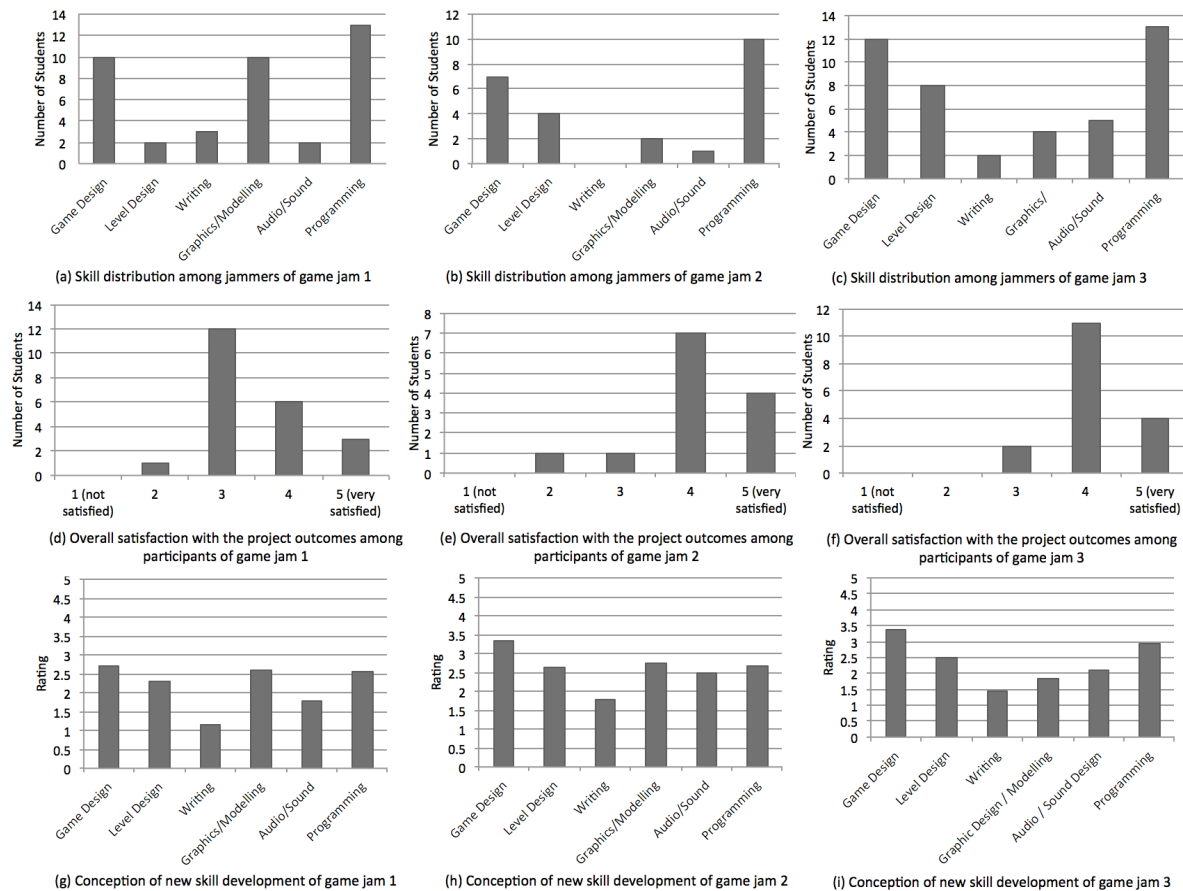 14
12
10
8
6
4
2
0
Number of Students
Game Design
Level Design
Writing
Graphics/Modelling
Audio/Sound
Programming
(a) Skill distribution among jammers of game jam 1
12
10
8
6
4
2
0
Number of Students
Game Design
Level Design
Writing
Graphics/Modelling
Audio/Sound
Programming
(b) Skill distribution among jammers of game jam 2
14
12
10
8
6
4
2
0
Number of Students
Game Design
Level Design
Writing
Graphics/
Audio/Sound
Programming
(c) Skill distribution among jammers of game jam 3
14
12
10
8
6
4
2
0
Number of Students
1 (not satisfied)
2
3
4
5 (very satisfied)
(d) Overall satisfaction with the project outcomes among
participants of game jam 1
8
7
6
5
4
3
2
1
0
Number of Students
1 (not satisfied)
2
3
4
5 (very satisfied)
(e) Overall satisfaction with the project outcomes among
participants of game jam 2
12
10
8
6
4
2
0
Number of Students
1 (not satisfied)
2
3
4
5 (very satisfied)
(f) Overall satisfaction with the project outcomes among
participants of game jam 3
5
4.5
4
3.5
3
2.5
2
1.5
1
0.5
0
Rating
Game Design
Level Design
Writing
Graphics/Modelling
Audio/Sound
Programming
(g) Conception of new skill development of game jam 1
5
4.5
4
3.5
3
2.5
2
1.5
1
0.5
0
Rating
Game Design
Level Design
Writing
Graphics/Modelling
Audio/Sound
Programming
(h) Conception of new skill development of game jam 2
5
4.5
4
3.5
3
2.5
2
1.5
1
0.5
0
Rating
Game Design
Level Design
Writing
Graphic Design / Modelling
Audio / Sound Design
Programming
(i) Conception of new skill development of game jam 3